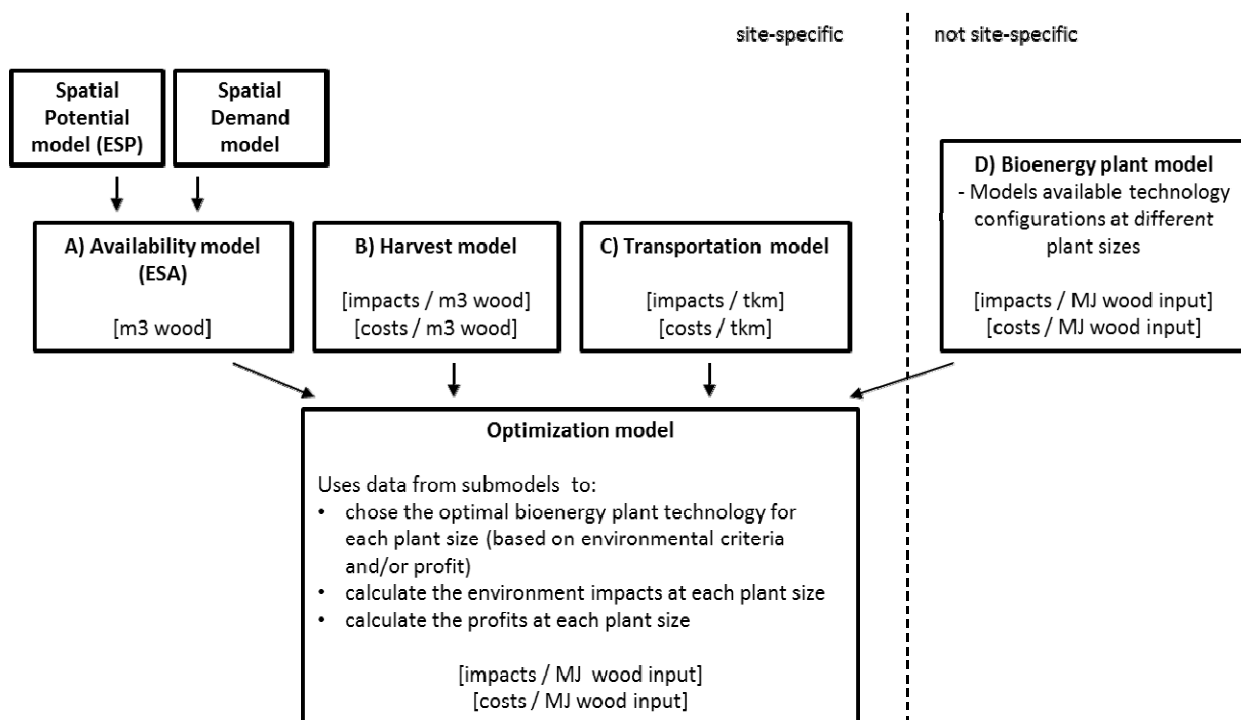 site-specific
not site-specific
Spatial
Potential
model (ESP)
Spatial
Demand
model
A) Availability model
(ESA)
[m3 wood]
B) Harvest model
[impacts / m3 wood]
[costs / m3 wood]
C) Transportation model
[impacts / tkm]
[costs / tkm]
D) Bioenergy plant model
- Models available technology
configurations at different
plant sizes
[impacts / MJ wood input]
[costs / MJ wood input]
Optimization model
Uses data from submodels to:
• chose the optimal bioenergy plant technology for
each plant size (based on environmental criteria
and/or profit)
• calculate the environment impacts at each plant size
• calculate the profits at each plant size
[impacts / MJ wood input]
[costs / MJ wood input]